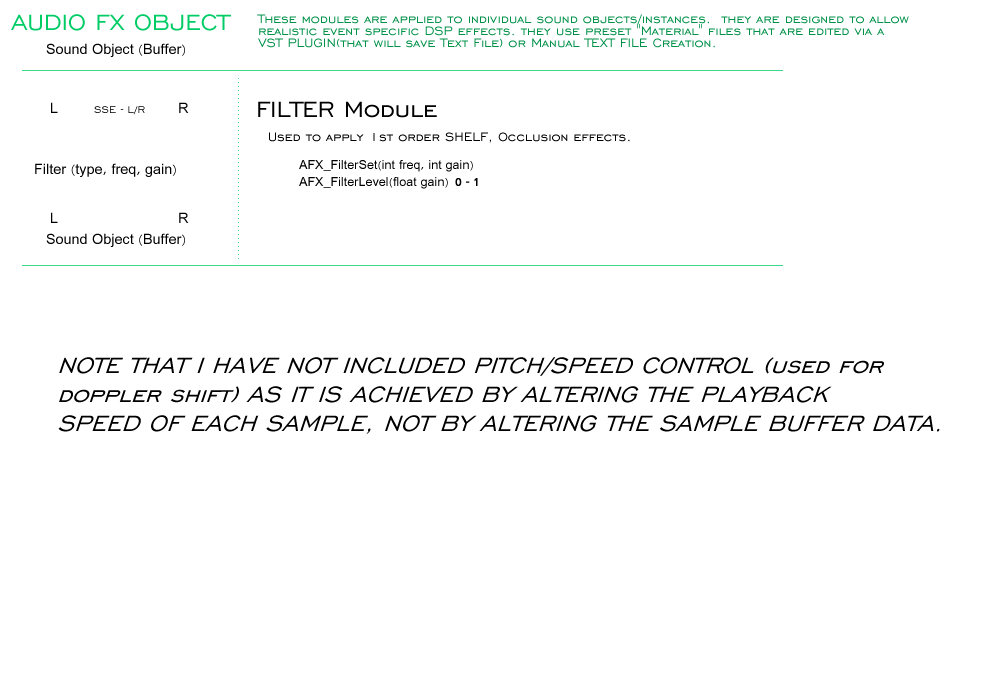 AUDIO FX OBJECT
Sound Object (Buffer)
These modules are applied to individual sound objects/instances. they are designed to allow
realistic event specific DSP effects. they use preset "Material" files that are edited via a
VST PLUGIN(that will save Text File) or Manual TEXT FILE Creation.
L SSE - L/R R
Filter (type, freq, gain)
L R
Sound Object (Buffer)
FILTER Module
Used to apply 1st order SHELF, Occlusion effects.
AFX_FilterSet(int freq, int gain)
AFX_FilterLevel(float gain) 0 - 1
NOTE THAT I HAVE NOT INCLUDED PITCH/SPEED CONTROL (used for
doppler shift) AS IT IS ACHIEVED BY ALTERING THE PLAYBACK
SPEED OF EACH SAMPLE, NOT BY ALTERING THE SAMPLE BUFFER DATA.